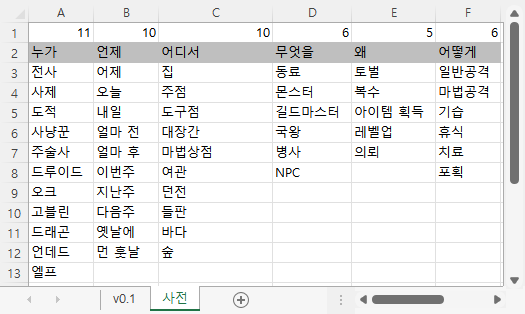 A B C D E F
1 11 10 10 6 5 6
2 누가 언제 어디서 무엇을 왜 어떻게
3 전사 어제 집 동료 토벌 일반공격
4 사제 오늘 주점 몬스터 복수 마법공격
5 도적 내일 도구점 길드마스터 아이템 획득 기습
6 사냥꾼 얼마 전 대장간 국왕 레벨업 휴식
7 주술사 얼마 후 마법상점 병사 의뢰 치료
8 드루이드 이번주 여관 NPC 포획
9 오크 지난주 던전
10 고블린 다음주 들판
11 드래곤 옛날에 바다
12 언데드 먼 훗날 숲
13 엘프
v0.1 사전